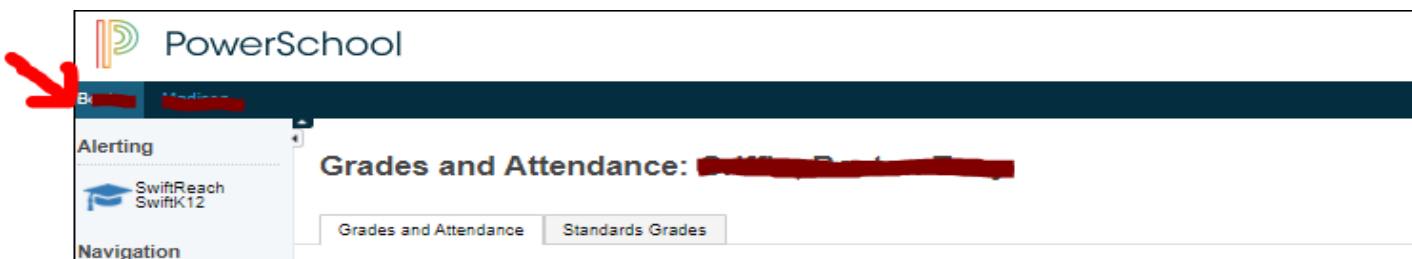 PowerSchool
Alerting
Grades and Attendance:
SwiftReach
SwiftK12
Grades and Attendance Standards Grades
Navigation